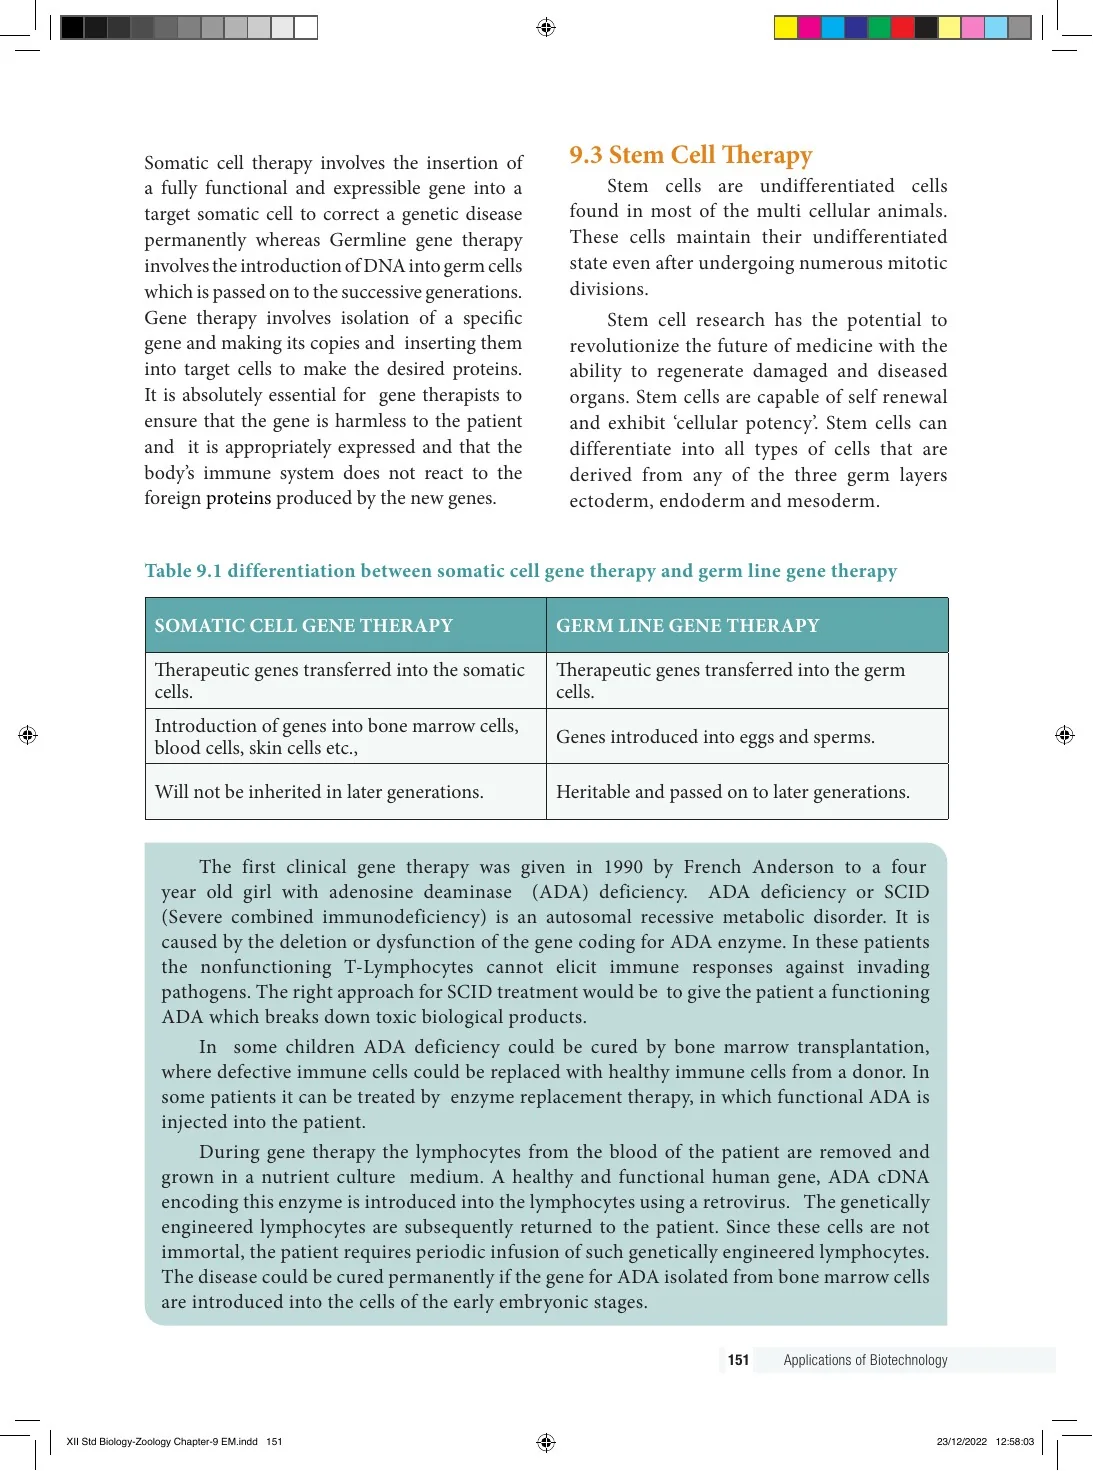 Somatic cell therapy involves the insertion of
a fully functional and expressible gene into a
target somatic cell to correct a genetic disease
permanently whereas Germline gene therapy
involves the introduction of DNA into germ cells
which is passed on to the successive generations.
Gene therapy involves isolation of a specific
gene and making its copies and inserting them
into target cells to make the desired proteins.
It is absolutely essential for gene therapists to
ensure that the gene is harmless to the patient
and it is appropriately expressed and that the
body's immune system does not react to the
foreign proteins produced by the new genes.
9.3 Stem Cell Therapy
Stem cells are undifferentiated cells
found in most of the multi cellular animals.
These cells maintain their undifferentiated
state even after undergoing numerous mitotic
divisions.
Stem cell research has the potential to
revolutionize the future of medicine with the
ability to regenerate damaged and diseased
organs. Stem cells are capable of self renewal
and exhibit ‘cellular potency’. Stem cells can
differentiate into all types of cells that are
derived from any of the three germ layers
ectoderm, endoderm and mesoderm.
Table 9.1 differentiation between somatic cell gene therapy and germ line gene therapy
SOMATIC CELL GENE THERAPY
GERM LINE GENE THERAPY
Therapeutic genes transferred into the somatic
cells.
Therapeutic genes transferred into the germ
cells.
Introduction of genes into bone marrow cells,
blood cells, skin cells etc.,
Genes introduced into eggs and sperms.
Will not be inherited in later generations.
Heritable and passed on to later generations.
The first clinical gene therapy was given in 1990 by French Anderson to a four
year old girl with adenosine deaminase (ADA) deficiency. ADA deficiency or SCID
(Severe combined immunodeficiency) is an autosomal recessive metabolic disorder. It is
caused by the deletion or dysfunction of the gene coding for ADA enzyme. In these patients
the nonfunctioning T-Lymphocytes cannot elicit immune responses against invading
pathogens. The right approach for SCID treatment would be to give the patient a functioning
ADA which breaks down toxic biological products.
In some children ADA deficiency could be cured by bone marrow transplantation,
where defective immune cells could be replaced with healthy immune cells from a donor. In
some patients it can be treated by enzyme replacement therapy, in which functional ADA is
injected into the patient.
During gene therapy the lymphocytes from the blood of the patient are removed and
grown in a nutrient culture medium. A healthy and functional human gene, ADA cDNA
encoding this enzyme is introduced into the lymphocytes using a retrovirus. The genetically
engineered lymphocytes are subsequently returned to the patient. Since these cells are not
immortal, the patient requires periodic infusion of such genetically engineered lymphocytes.
The disease could be cured permanently if the gene for ADA isolated from bone marrow cells
are introduced into the cells of the early embryonic stages.
151 Applications of Biotechnology
XII Std Biology-Zoology Chapter-9 EM.indd 151
23/12/2022 12:58:03